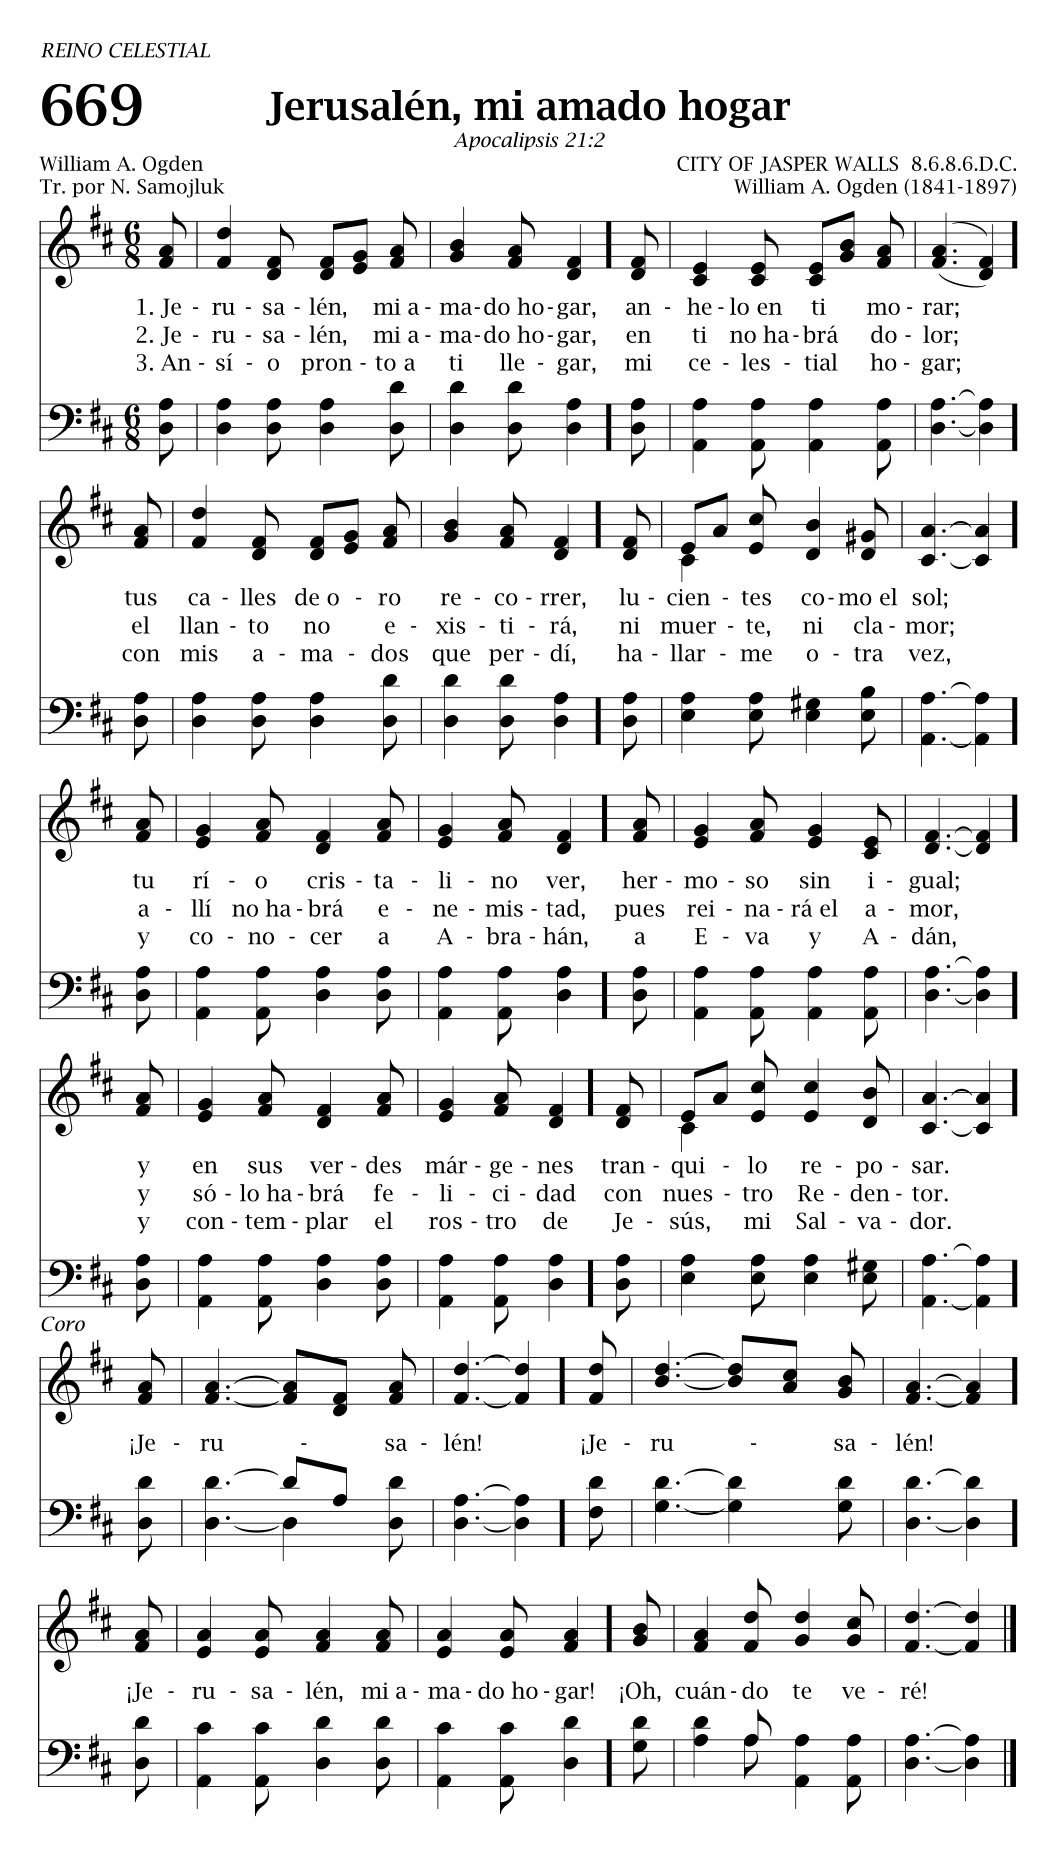 REINO CELESTIAL
669 Jerusalén, mi amado hogar
Apocalipsis 21:2
William A. Ogden CITY OF JASPER WALLS 8.6.8.6.D.C.
Tr. por N. Samojluk William A. Ogden (1841-1897)
6 8
1. Je - ru - sa - lén, mi a - ma - do ho - gar, an - he - lo en ti mo - rar;
2. Je - ru - sa - lén, mi a - ma - do ho - gar, en ti no ha - brá do - lor;
3. An - sí - o pron - to a ti lle - gar, mi ce - les - tial ho - gar;
6 8
tus ca - lles de o - ro re - co - rrer, lu - cien - tes co - mo el sol;
el llan - to no e - xis - ti - rá, ni muer - te, ni cla - mor;
con mis a - ma - dos que per - dí, ha - llar - me o - tra vez,
tu rí - o cris - ta - li - no ver, her - mo - so sin i - gual;
a - llí no ha - brá e - ne - mis - tad, pues rei - na - rá el a - mor,
y co - no - cer a A - bra - hán, a E - va y A - dán,
y en sus ver - des már - ge - nes tran - qui - lo re - po - sar.
y só - lo ha - brá fe - li - ci - dad con nues - tro Re - den - tor.
y con - tem - plar el ros - tro de Je - sús, mi Sal - va - dor.
Coro
¡Je - ru - sa - lén! ¡Je - ru - sa - lén!
¡Je - ru - sa - lén, mi a - ma - do ho - gar! ¡Oh, cuán - do te ve - ré!